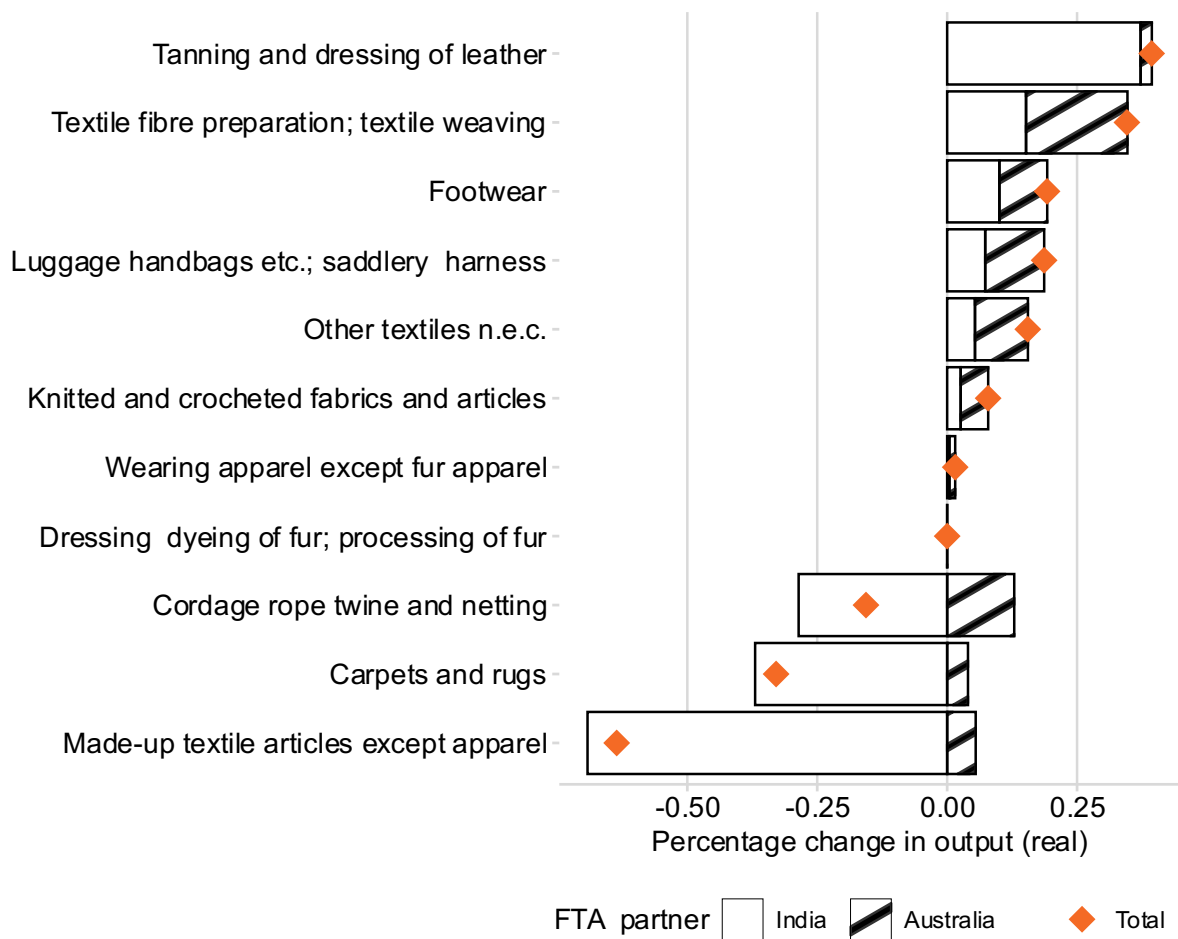 Tanning and dressing of leather
Textile fibre preparation; textile weaving
Footwear
Luggage handbags etc.; saddlery  harness
Other textiles n.e.c.
Knitted and crocheted fabrics and articles
Wearing apparel except fur apparel
Dressing  dyeing of fur; processing of fur
Cordage rope twine and netting
Carpets and rugs
Made-up textile articles except apparel
-0.50 -0.25 0.00 0.25
Percentage change in output (real)
FTA  partner India Australia Total